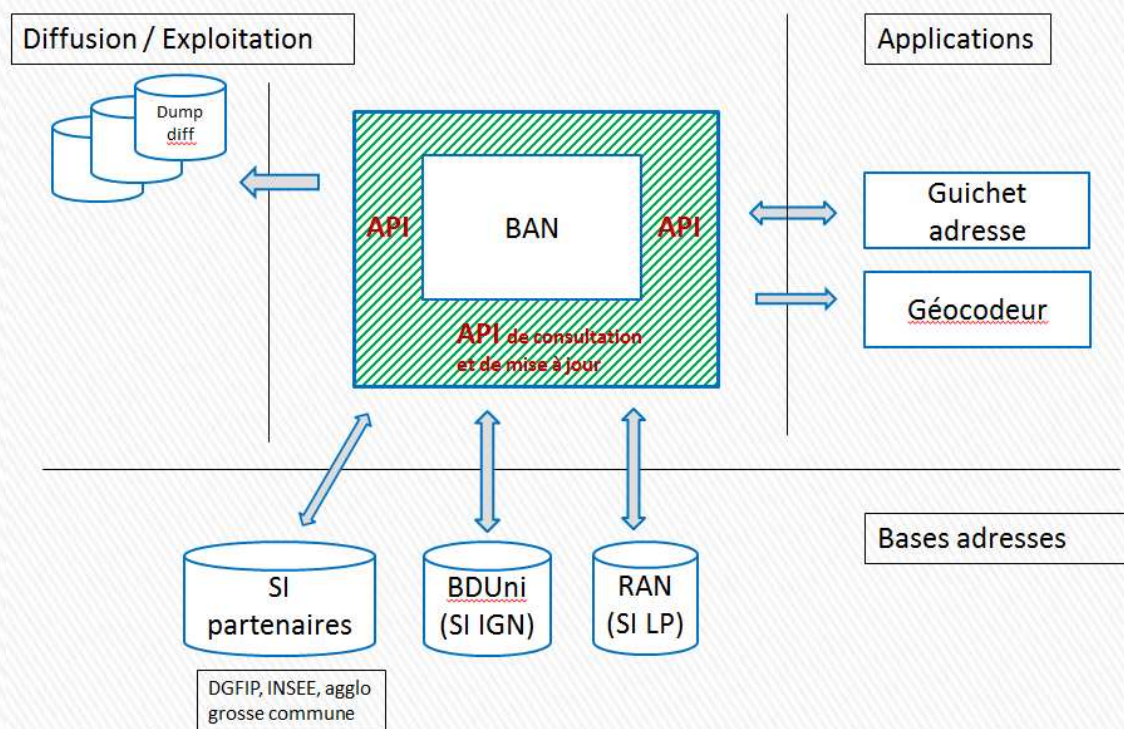 Diffusion / Exploitation
Applications
Dump
diff
API
BAN
API
Guichet
adresse
Géocodeur
API de consultation
et de mise à jour
Bases adresses
SI
partenaires
BDUni
(SI IGN)
RAN
(SI LP)
DGFIP, INSEE, agglo
grosse commune